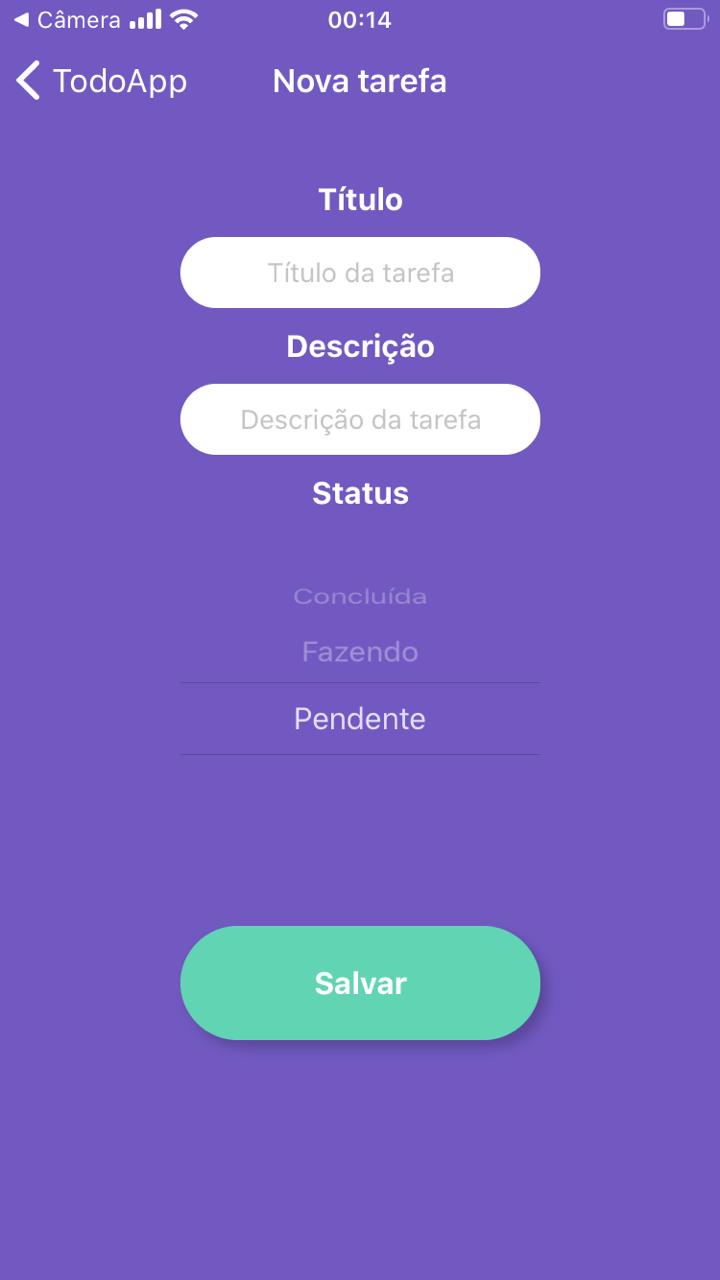 Câmera 00:14
TodoApp Nova tarefa
Título
Título da tarefa
Descrição
Descrição da tarefa
Status
Concluída
Fazendo
Pendente
Salvar